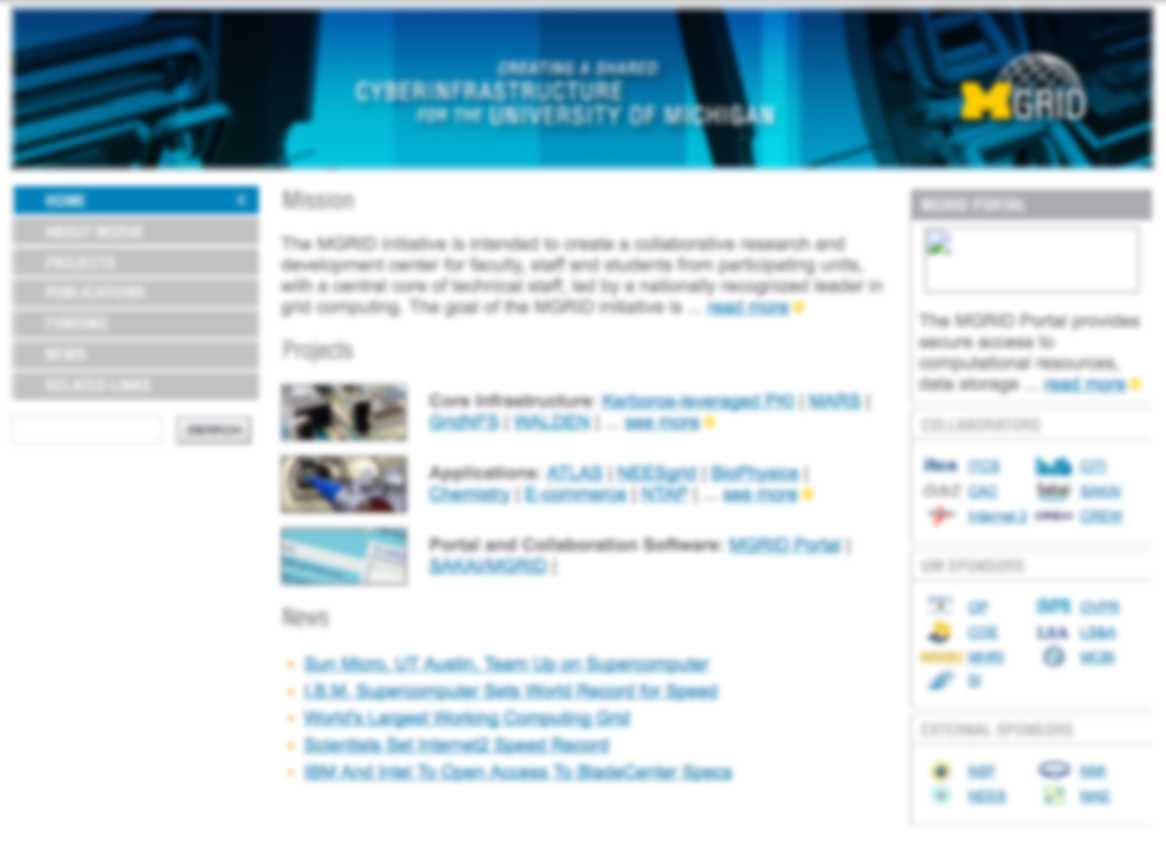 CREATING A SHARED
CYBERINFRASTRUCTURE
FOR THE UNIVERSITY OF MICHIGAN
MGRID
HOME
ABOUT MGRID
PROJECTS
PUBLICATIONS
FUNDING
NEWS
RELATED LINKS
SEARCH
Mission
The MGRID initiative is intended to create a collaborative research and
development center for faculty, staff and students from participating units,
with a central core of technical staff, led by a nationally recognized leader in
grid computing. The goal of the MGRID initiative is ... read more
Projects
Core Infrastructure: Kerboros-leveraged PKI | MARS |
GridNFS | WALDEN | ... see more
Applications: ATLAS | NEESgrid | BioPhysics |
Chemistry | E-commerce | NTAP | ... see more
Portal and Collaboration Software: MGRID Portal |
SAKAI/MGRID |
News
Sun Micro, UT Austin, Team Up on Supercomputer
I.B.M. Supercomputer Sets World Record for Speed
World's Largest Working Computing Grid
Scientists Set Internet2 Speed Record
IBM And Intel To Open Access To BladeCenter Specs
MGRID PORTAL
The MGRID Portal provides
secure access to
computational resources,
data storage ... read more
COLLABORATORS
ITCS CITI
CAC SAKAI
Internet 2 CREW
UM SPONSORS
OVPR OVPR
COE LSA LS&A
MHRI
SI
EXTERNAL SPONSORS
NSF
NEES